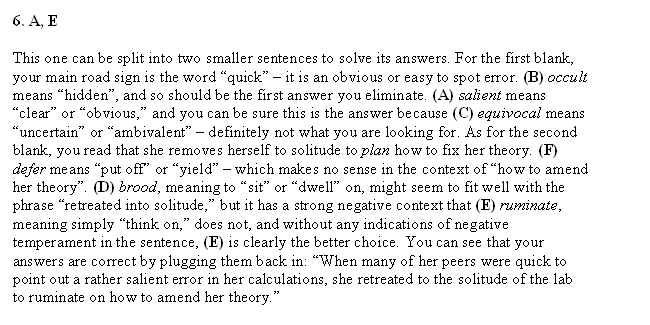 6. A, E
This one can be split into two smaller sentences to solve its answers. For the first blank,
your main road sign is the word “quick” – it is an obvious or easy to spot error. (B) occult
means “hidden”, and so should be the first answer you eliminate. (A) salient means
“clear” or “obvious,” and you can be sure this is the answer because (C) equivocal means
“uncertain” or “ambivalent” – definitely not what you are looking for. As for the second
blank, you read that she removes herself to solitude to plan how to fix her theory. (F)
defer means “put off” or “yield” – which makes no sense in the context of “how to amend
her theory”. (D) brood, meaning to “sit” or “dwell” on, might seem to fit well with the
phrase “retreated into solitude,” but it has a strong negative context that (E) ruminate,
meaning simply “think on,” does not, and without any indications of negative
temperament in the sentence, (E) is clearly the better choice. You can see that your
answers are correct by plugging them back in: “When many of her peers were quick to
point out a rather salient error in her calculations, she retreated to the solitude of the lab
to ruminate on how to amend her theory.”